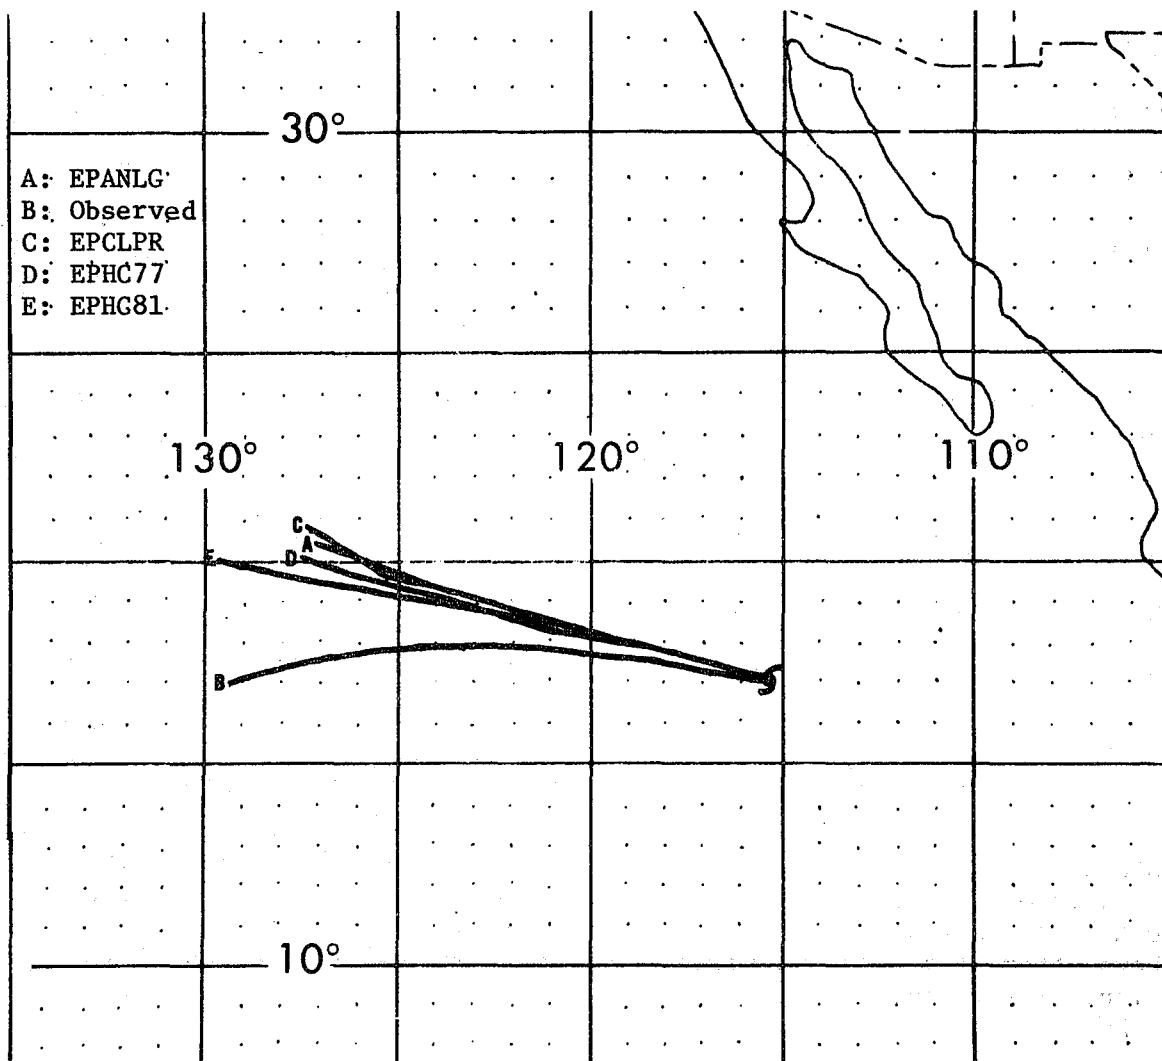 30°
A: EPANLG
B: Observed
C: EPCLPR
D: EPHC77
E: EPHG81
130° 120° 110°
C
A
D
E
B
10°